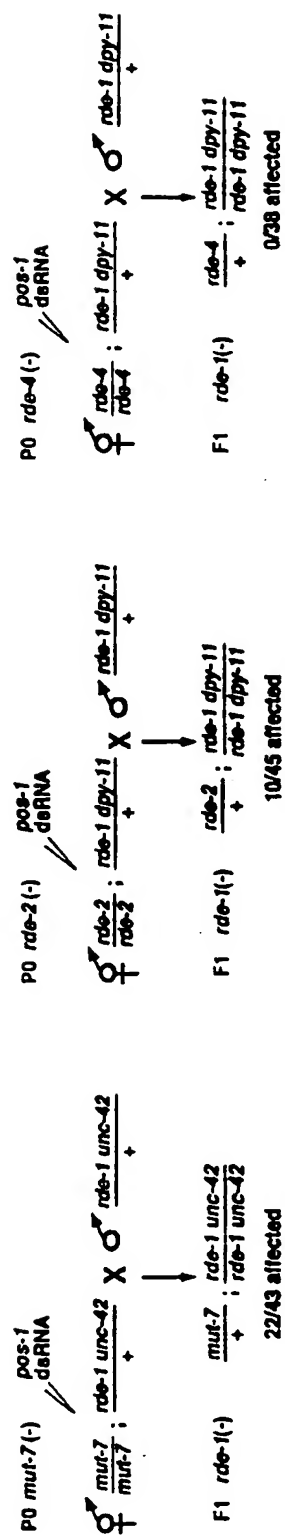 P0 mut-7 (-) pos-1 dsRNA
mut-7 / mut-7 ; rde-1 unc-42 / + X rde-1 unc-42 / +
F1 rde-1(-) mut-7 / + ; rde-1 unc-42 / rde-1 unc-42
22/43 affected
P0 rde-2 (-) pos-1 dsRNA
rde-2 / rde-2 ; rde-1 dpy-11 / + X rde-1 dpy-11 / +
F1 rde-1(-) rde-2 / + ; rde-1 dpy-11 / rde-1 dpy-11
10/45 affected
P0 rde-4 (-) pos-1 dsRNA
rde-4 / rde-4 ; rde-1 dpy-11 / + X rde-1 dpy-11 / +
F1 rde-1(-) rde-4 / + ; rde-1 dpy-11 / rde-1 dpy-11
0/38 affected